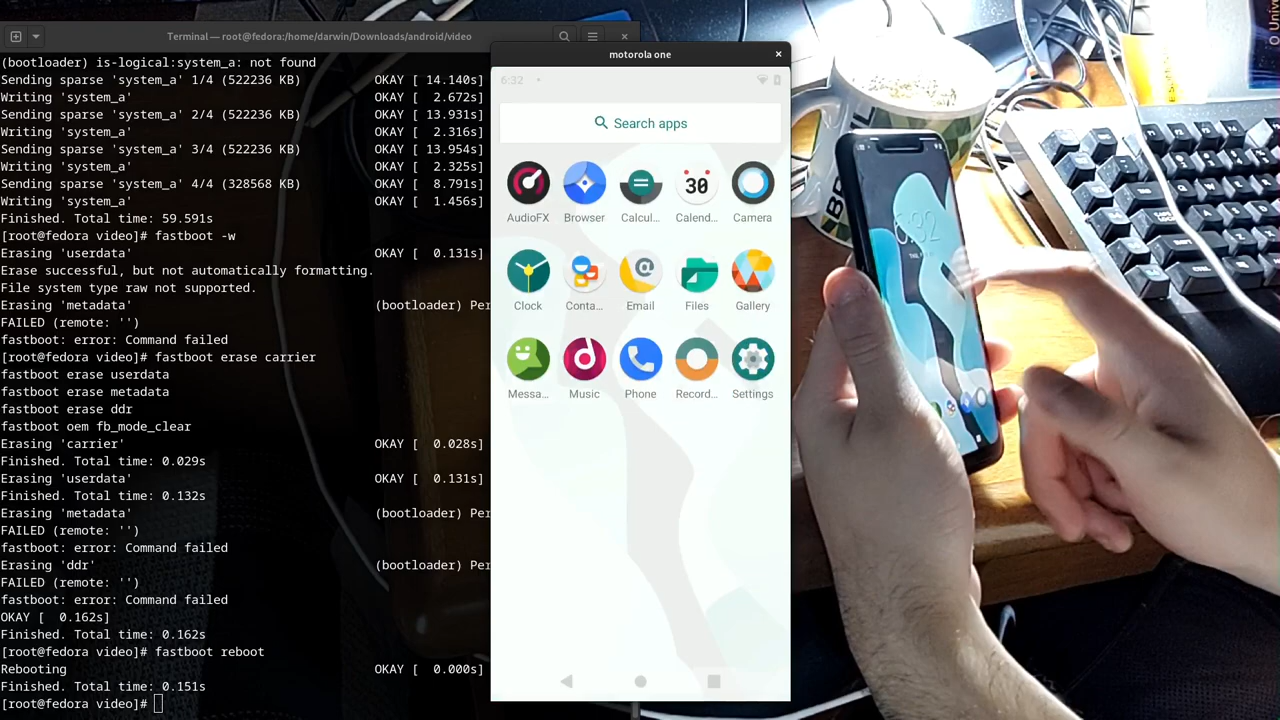 Terminal — root@fedora:/home/darwin/Downloads/android/video
(bootloader) is-logical:system_a: not found
Sending sparse 'system_a' 1/4 (522236 KB) OKAY [ 14.140s]
Writing 'system_a' OKAY [  2.672s]
Sending sparse 'system_a' 2/4 (522236 KB) OKAY [ 13.931s]
Writing 'system_a' OKAY [  2.316s]
Sending sparse 'system_a' 3/4 (522236 KB) OKAY [ 13.954s]
Writing 'system_a' OKAY [  2.325s]
Sending sparse 'system_a' 4/4 (328568 KB) OKAY [  8.791s]
Writing 'system_a' OKAY [  1.456s]
Finished. Total time: 59.591s
[root@fedora video]# fastboot -w
Erasing 'userdata' OKAY [  0.131s]
Erase successful, but not automatically formatting.
File system type raw not supported.
Erasing 'metadata' (bootloader) Per
FAILED (remote: '')
fastboot: error: Command failed
[root@fedora video]# fastboot erase carrier
fastboot erase userdata
fastboot erase metadata
fastboot erase ddr
fastboot oem fb_mode_clear
Erasing 'carrier' OKAY [  0.028s]
Finished. Total time: 0.029s
Erasing 'userdata' OKAY [  0.131s]
Finished. Total time: 0.132s
Erasing 'metadata' (bootloader) Per
FAILED (remote: '')
fastboot: error: Command failed
Erasing 'ddr' (bootloader) Per
FAILED (remote: '')
fastboot: error: Command failed
OKAY [  0.162s]
Finished. Total time: 0.162s
[root@fedora video]# fastboot reboot
Rebooting OKAY [  0.000s]
Finished. Total time: 0.151s
[root@fedora video]#
motorola one
6:32
Search apps
AudioFX Browser Calcul... Calend... Camera
30
Clock Conta... Email Files Gallery
Messa... Music Phone Record... Settings
6:32